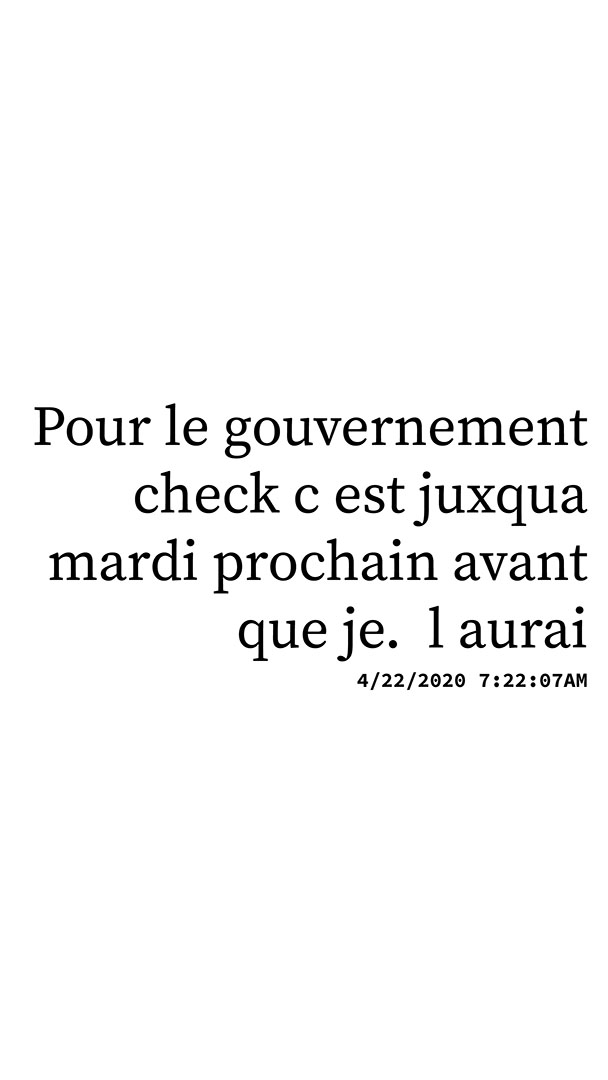 Pour le gouvernement
check c est juxqua
mardi prochain avant
que je.  l aurai
4/22/2020 7:22:07AM